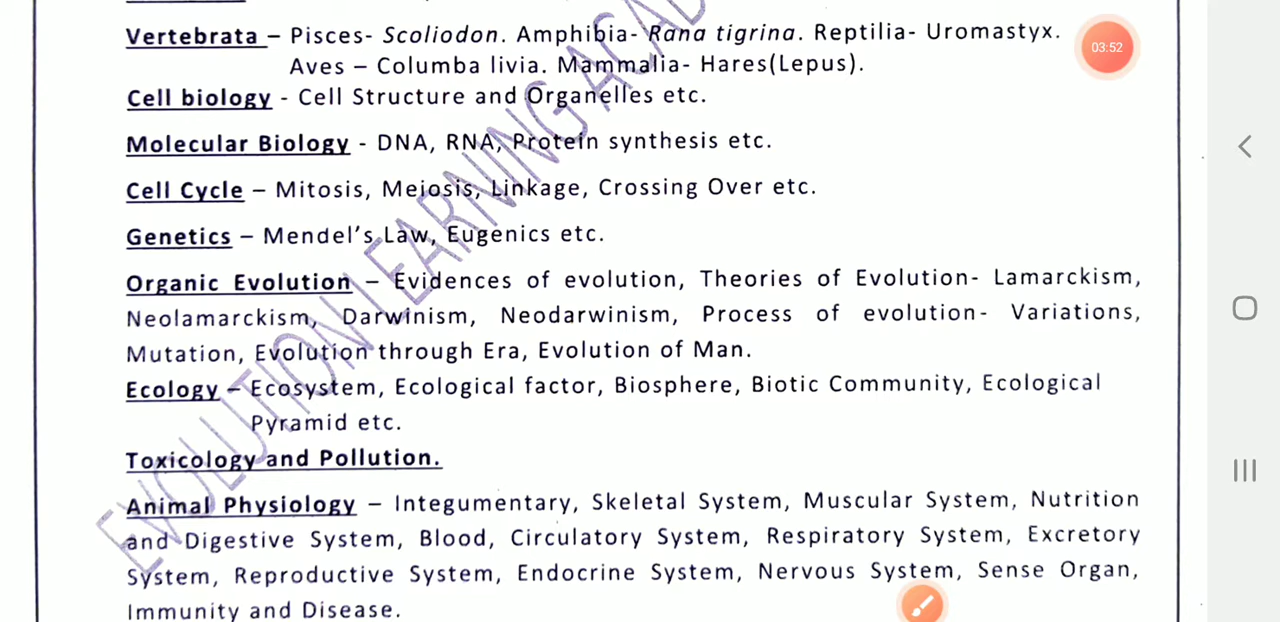 Vertebrata – Pisces- Scoliodon. Amphibia- Rana tigrina. Reptilia- Uromastyx.
03:52
Aves – Columba livia. Mammalia- Hares(Lepus).
Cell biology - Cell Structure and Organelles etc.
Molecular Biology - DNA, RNA, Protein synthesis etc.
Cell Cycle – Mitosis, Meiosis, Linkage, Crossing Over etc.
Genetics – Mendel's Law, Eugenics etc.
Organic Evolution – Evidences of evolution, Theories of Evolution- Lamarckism,
Neolamarckism, Darwinism, Neodarwinism, Process of evolution- Variations,
Mutation, Evolution through Era, Evolution of Man.
Ecology – Ecosystem, Ecological factor, Biosphere, Biotic Community, Ecological
Pyramid etc.
Toxicology and Pollution.
Animal Physiology – Integumentary, Skeletal System, Muscular System, Nutrition
and Digestive System, Blood, Circulatory System, Respiratory System, Excretory
System, Reproductive System, Endocrine System, Nervous System, Sense Organ,
Immunity and Disease.
EVOLUTION LEARNING ACAD